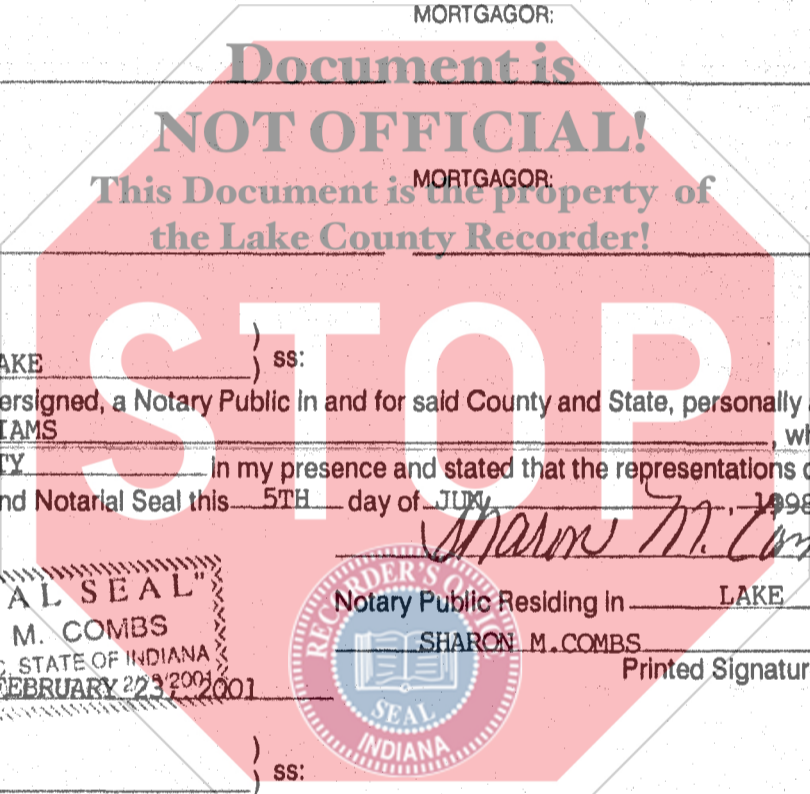 MORTGAGOR:
Document is
NOT OFFICIAL!
This Document is the property of
MORTGAGOR:
the Lake County Recorder!
STOP
AKE ) ss:
)
ersigned, a Notary Public in and for said County and State, personally
IAMS , wh
TY in my presence and stated that the representations
nd Notarial Seal this 5TH day of JUN , 1998
Sharon M. Com
AL SEAL"
M. COMBS
STATE OF INDIANA
EBRUARY 23, 2001
Notary Public Residing in LAKE
SHARON M.COMBS
Printed Signatur
RECORDER'S OFFICE
SEAL
INDIANA
)
) ss: